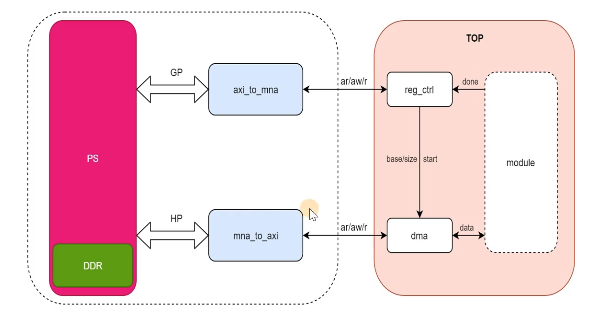 TOP
GP
axi_to_mna
ar/aw/r
reg_ctrl
done
PS
base/size
start
module
HP
mna_to_axi
ar/aw/r
dma
data
DDR